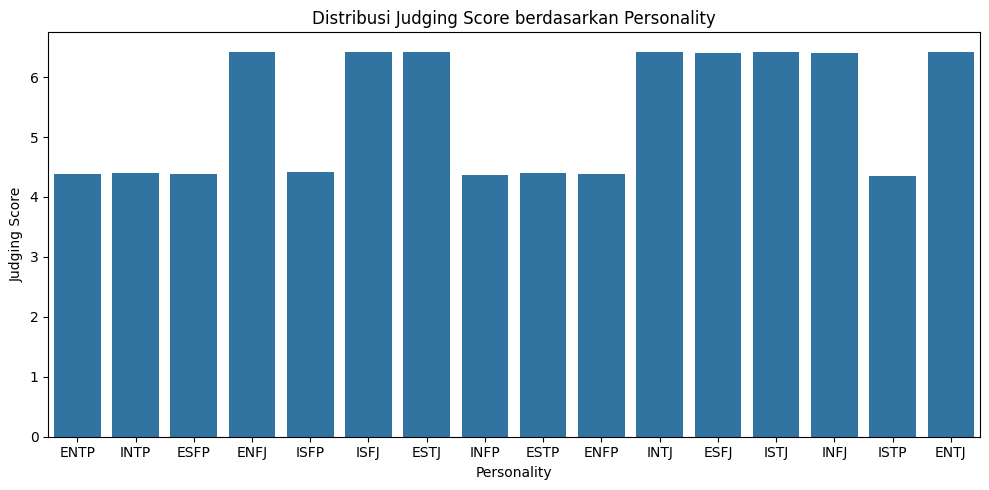 Distribusi Judging Score berdasarkan Personality
Judging Score
6
5
4
3
2
1
0
ENTP INTP ESFP ENFJ ISFP ISFJ ESTJ INFP ESTP ENFP INTJ ESFJ ISTJ INFJ ISTP ENTJ
Personality